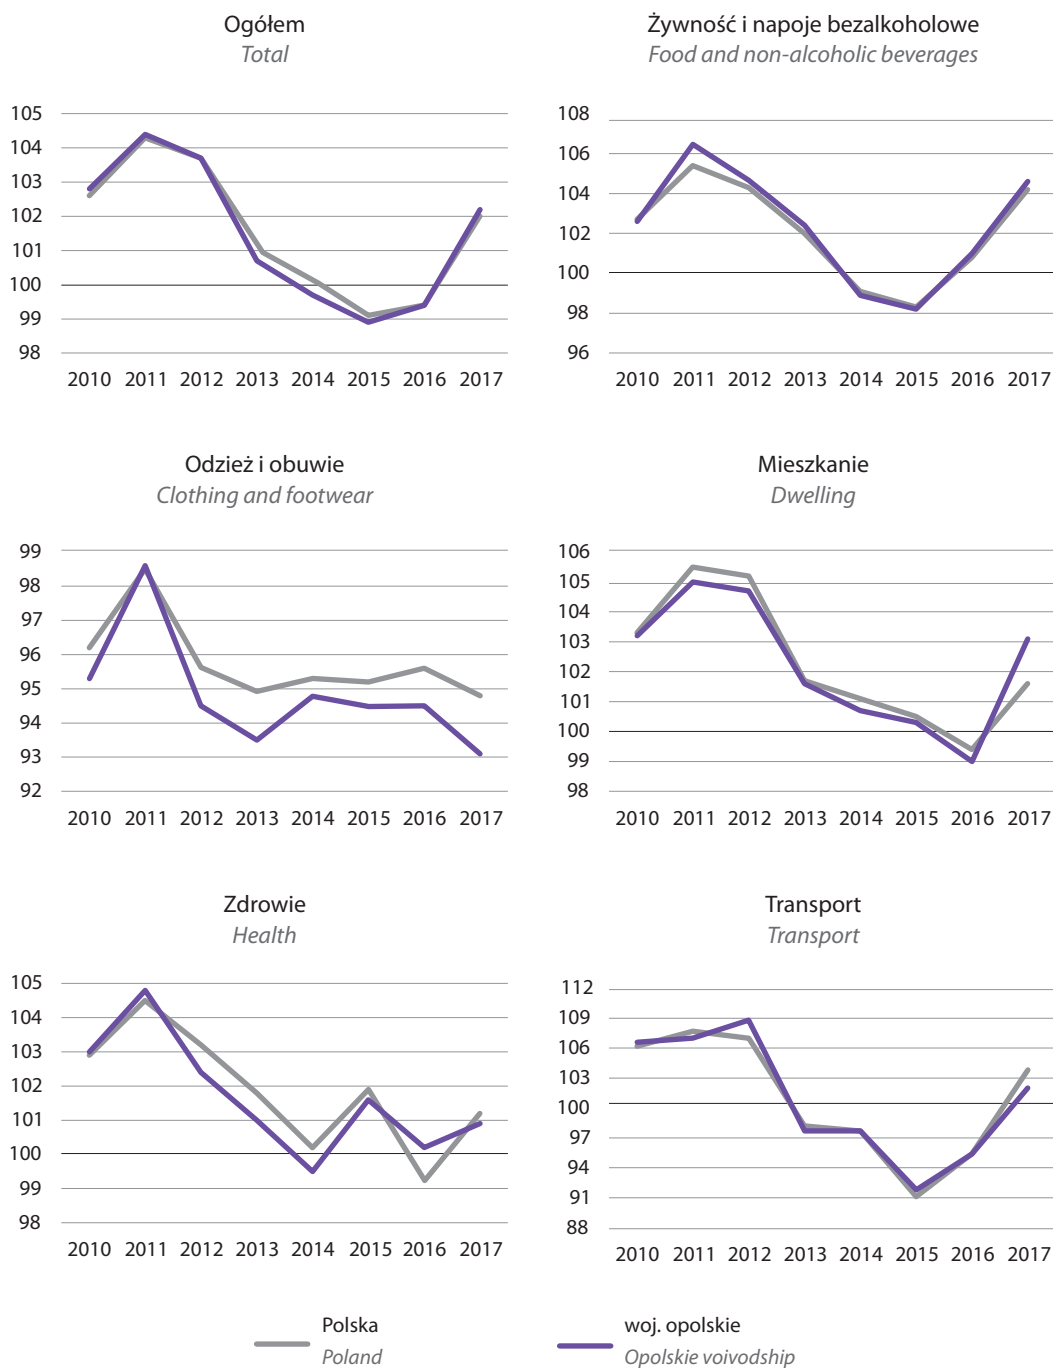 Ogółem
Total
105
104
103
102
101
100
99
98
2010 2011 2012 2013 2014 2015 2016 2017
Żywność i napoje bezalkoholowe
Food and non-alcoholic beverages
108
106
104
102
100
98
96
2010 2011 2012 2013 2014 2015 2016 2017
Odzież i obuwie
Clothing and footwear
99
98
97
96
95
94
93
92
2010 2011 2012 2013 2014 2015 2016 2017
Mieszkanie
Dwelling
106
105
104
103
102
101
100
99
98
2010 2011 2012 2013 2014 2015 2016 2017
Zdrowie
Health
105
104
103
102
101
100
99
98
2010 2011 2012 2013 2014 2015 2016 2017
Transport
Transport
112
109
106
103
100
97
94
91
88
2010 2011 2012 2013 2014 2015 2016 2017
Polska
Poland
woj. opolskie
Opolskie voivodship